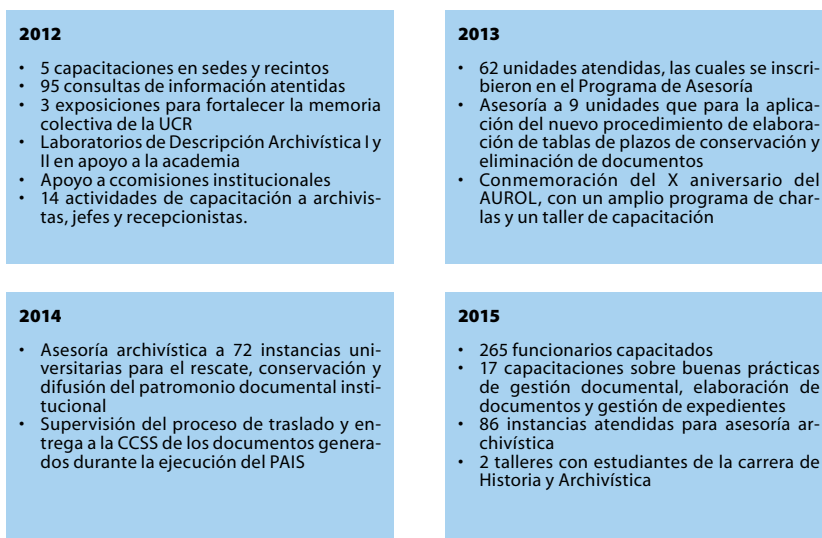 2012
• 5 capacitaciones en sedes y recintos
• 95 consultas de información atentidas
• 3 exposiciones para fortalecer la memoria
colectiva de la UCR
• Laboratorios de Descripción Archivística I y
II en apoyo a la academia
• Apoyo a ccomisiones institucionales
• 14 actividades de capacitación a archivis-
tas, jefes y recepcionistas.
2013
• 62 unidades atendidas, las cuales se inscri-
bieron en el Programa de Asesoría
• Asesoría a 9 unidades que para la aplica-
ción del nuevo procedimiento de elabora-
ción de tablas de plazos de conservación y
eliminación de documentos
• Conmemoración del X aniversario del
AUROL, con un amplio programa de char-
las y un taller de capacitación
2014
• Asesoría archivística a 72 instancias uni-
versitarias para el rescate, conservación y
difusión del patromonio documental insti-
tucional
• Supervisión del proceso de traslado y en-
trega a la CCSS de los documentos genera-
dos durante la ejecución del PAIS
2015
• 265 funcionarios capacitados
• 17 capacitaciones sobre buenas prácticas
de gestión documental, elaboración de
documentos y gestión de expedientes
• 86 instancias atendidas para asesoría ar-
chivística
• 2 talleres con estudiantes de la carrera de
Historia y Archivística